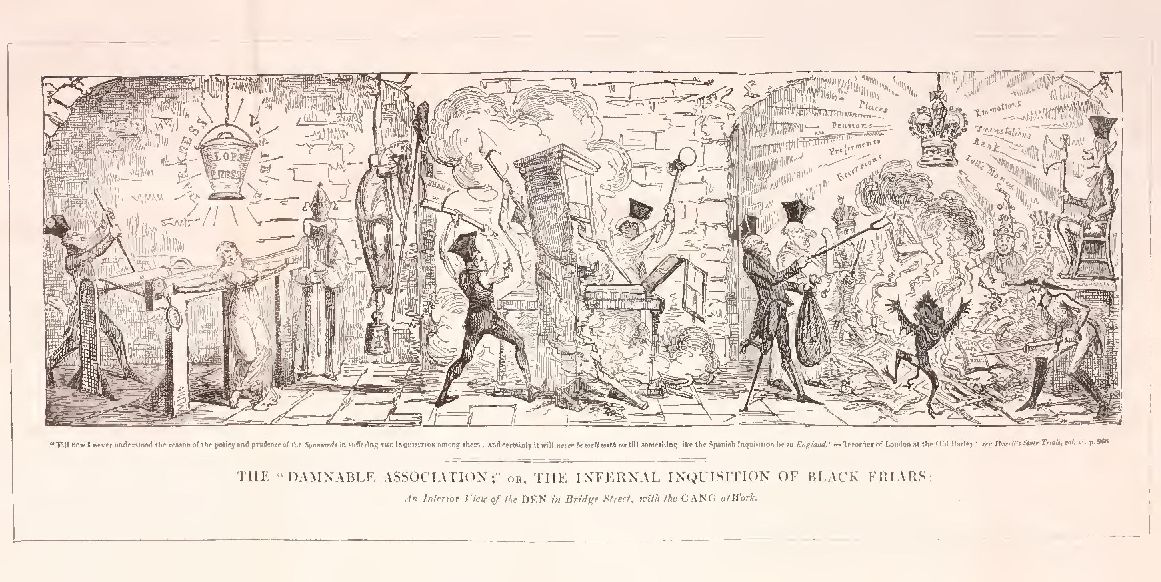 SLOPS
Places
Pensions
Preferments
Reversions
Promotions
Translations
Rank
"Till now I never understood the reason of the policy and prudence of the Spaniards in suffering the Inquisition among them; and certainly it will never be well with us till something like the Spanish Inquisition be in England." — Recorder of London at the Old Bailey: see Howell's State Trials, vol. p. 968
THE "DAMNABLE ASSOCIATION;" OR, THE INFERNAL INQUISITION OF BLACK FRIARS:
An Interior View of the DEN in Bridge Street, with the GANG at Work.